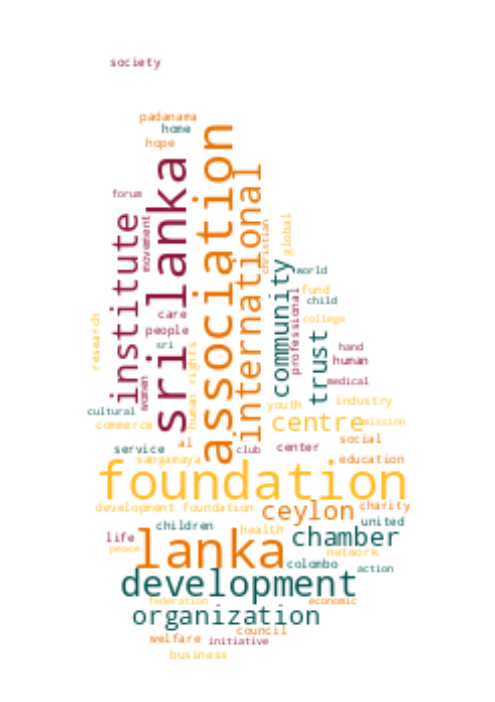 society
padanama
home
hope
association
sri lanka
international
forum
institute
movement
christian
global
community
world
professional
fund
child
college
research
care
people
sri
human rights
women
trust
hand
human
medical
cultural
commerce
youth
industry
centre
mission
service
al
sangamaya
club
center
social
education
foundation
development foundation
ceylon
charity
children
united
health
chamber
life
peace
lanka
network
colombo
action
development
federation
economic
organization
council
welfare
initiative
business